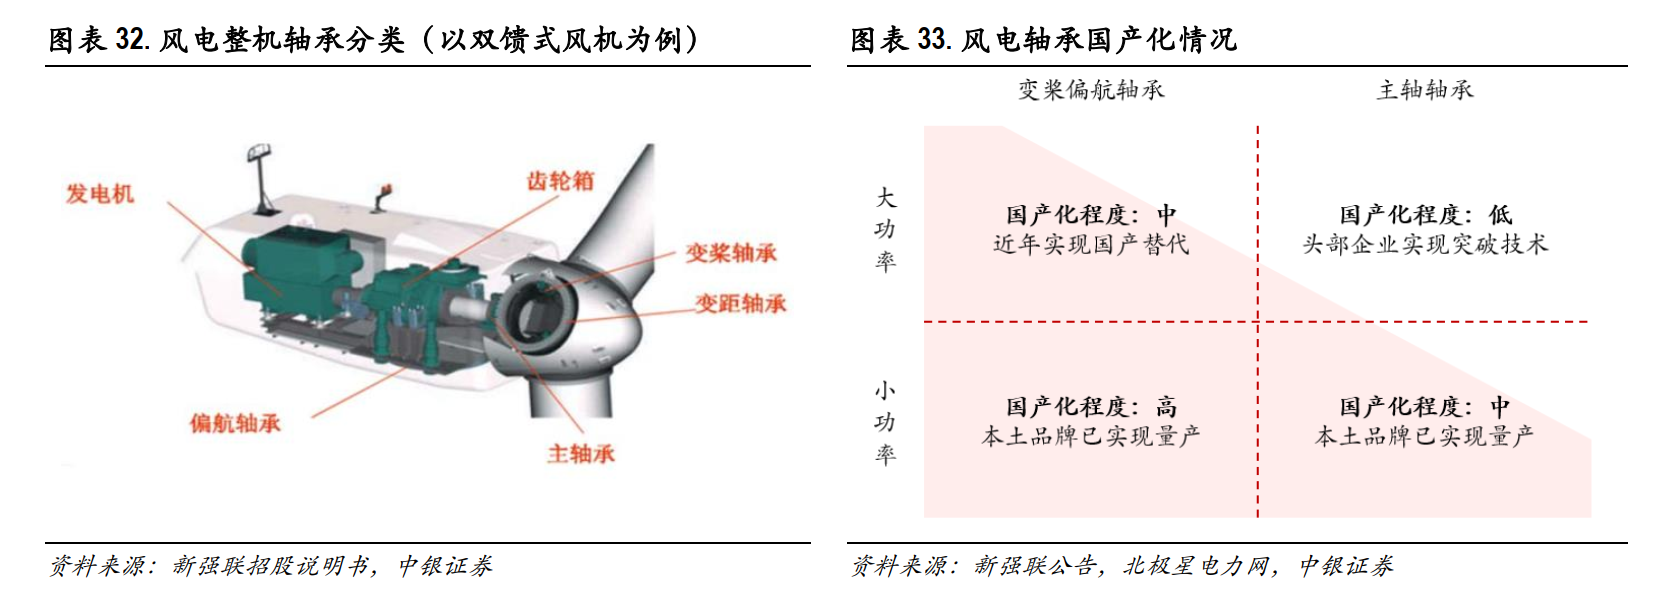 图表 32. 风电整机轴承分类（以双馈式风机为例）
发电机
齿轮箱
变桨轴承
变距轴承
偏航轴承
主轴承
资料来源：新强联招股说明书，中银证券
图表 33. 风电轴承国产化情况
变桨偏航轴承
主轴轴承
大功率
国产化程度：中
近年实现国产替代
国产化程度：低
头部企业实现突破技术
小功率
国产化程度：高
本土品牌已实现量产
国产化程度：中
本土品牌已实现量产
资料来源：新强联公告，北极星电力网，中银证券